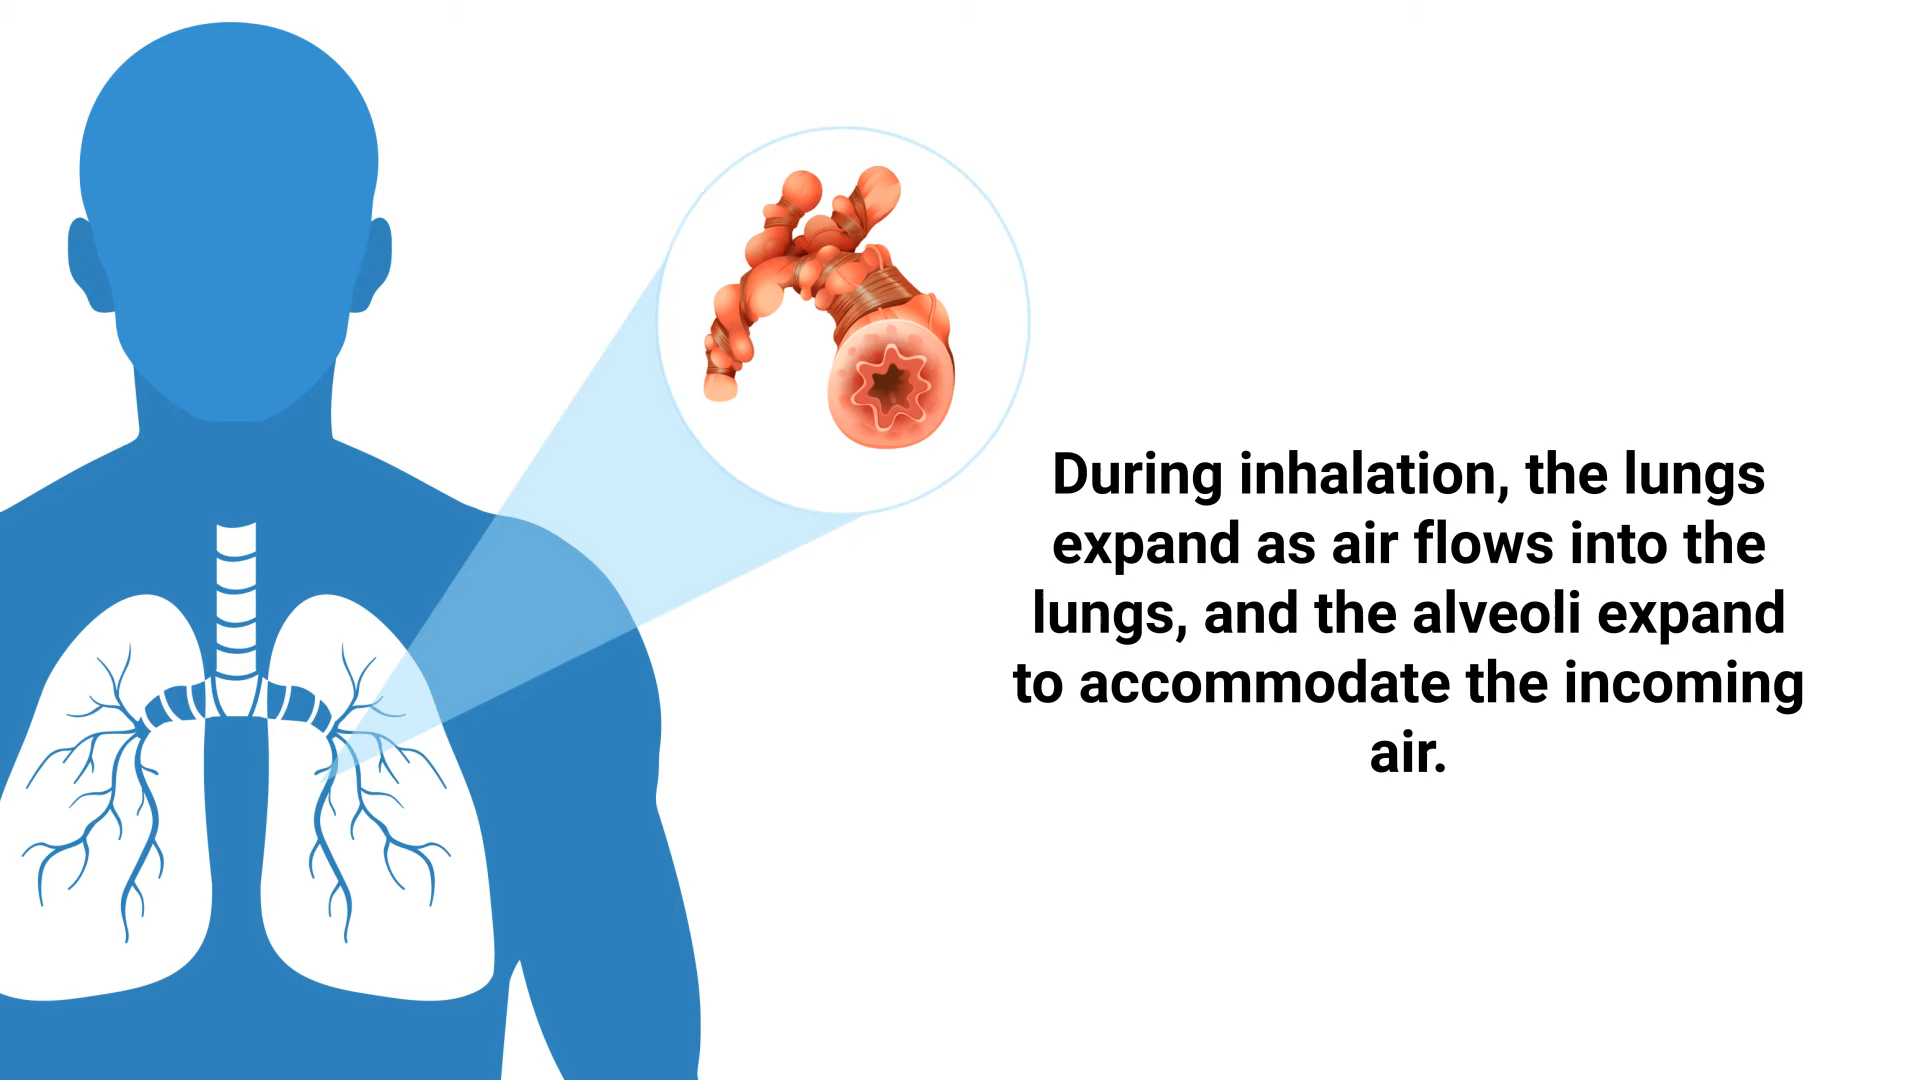 During inhalation, the lungs
expand as air flows into the
lungs, and the alveoli expand
to accommodate the incoming
air.